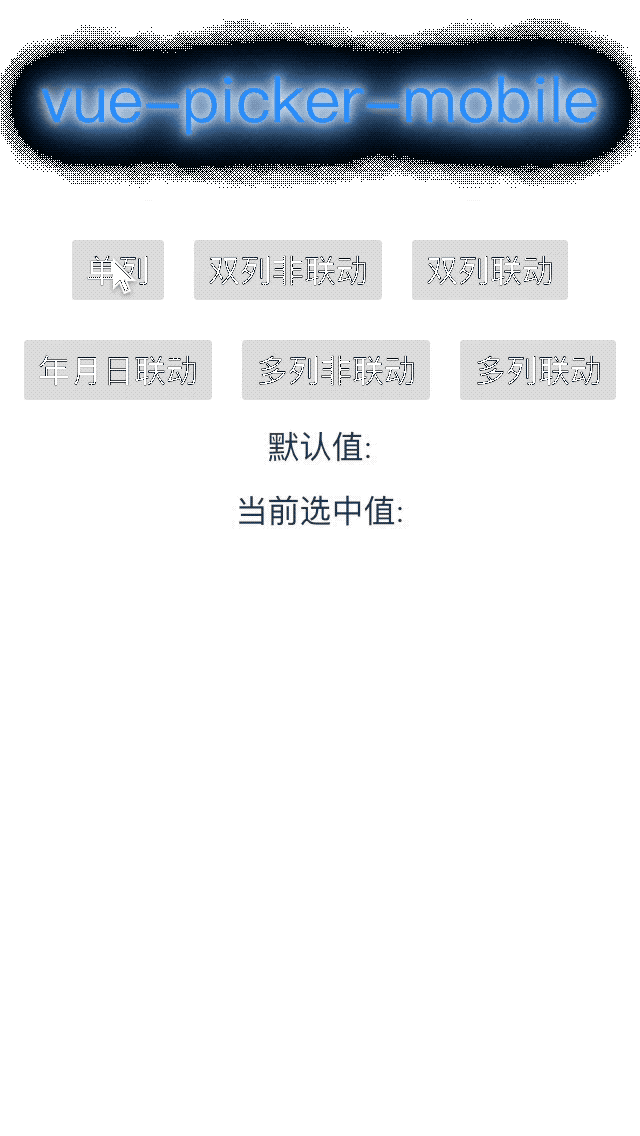 vue-picker-mobile
单列 双列非联动 双列联动
年月日联动 多列非联动 多列联动
默认值:
当前选中值: